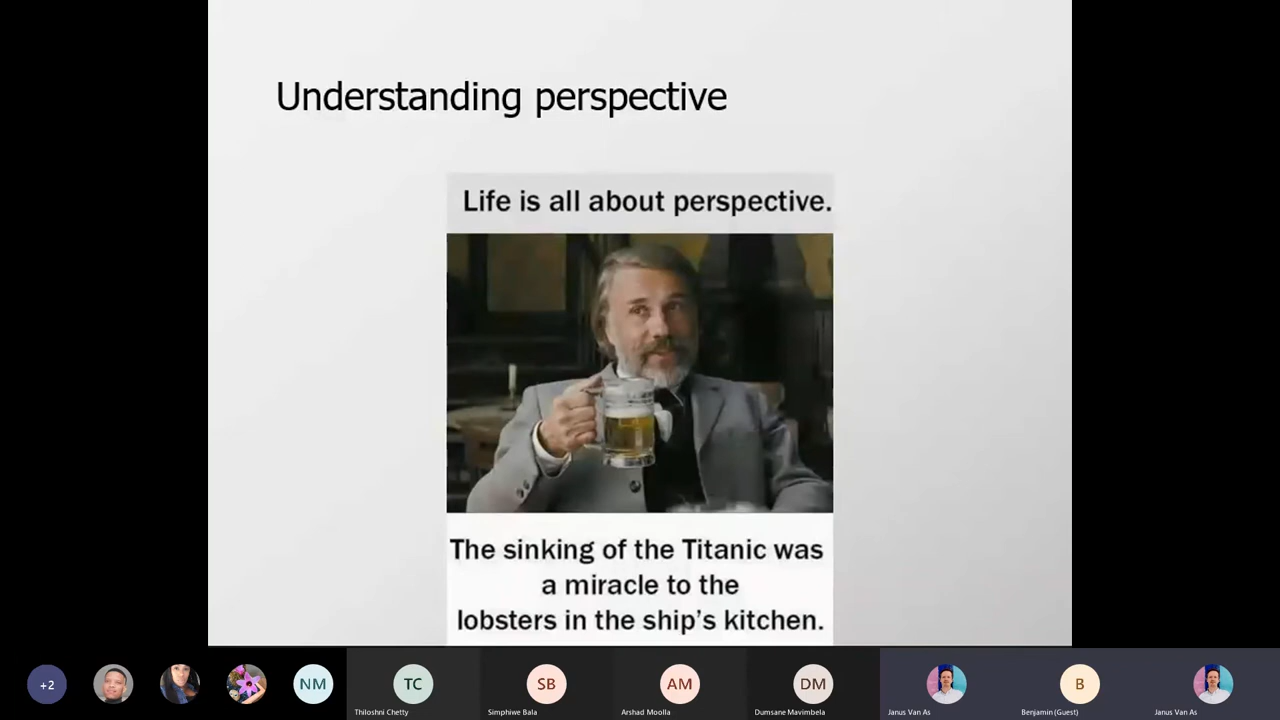 Understanding perspective
Life is all about perspective.
The sinking of the Titanic was
a miracle to the
lobsters in the ship's kitchen.
+2
NM
TC
SB
AM
DM
B
Thiloshni Chetty
Simphiwe Bala
Arshad Moolla
Dumsane Mavimbela
Janus Van As
Benjamin (Guest)
Janus Van As